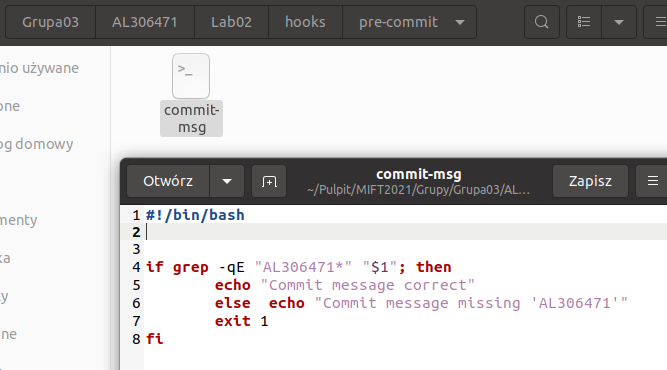 Grupa03 AL306471 Lab02 hooks pre-commit
nio używane
one
og domowy
menty
ka
y
ne
commit-
msg
Otwórz
commit-msg
~/Pulpit/MIFT2021/Grupy/Grupa03/AL...
Zapisz
1 #!/bin/bash
2
3
4 if grep -qE "AL306471*" "$1"; then
5 echo "Commit message correct"
6 else echo "Commit message missing 'AL306471'"
7 exit 1
8 fi